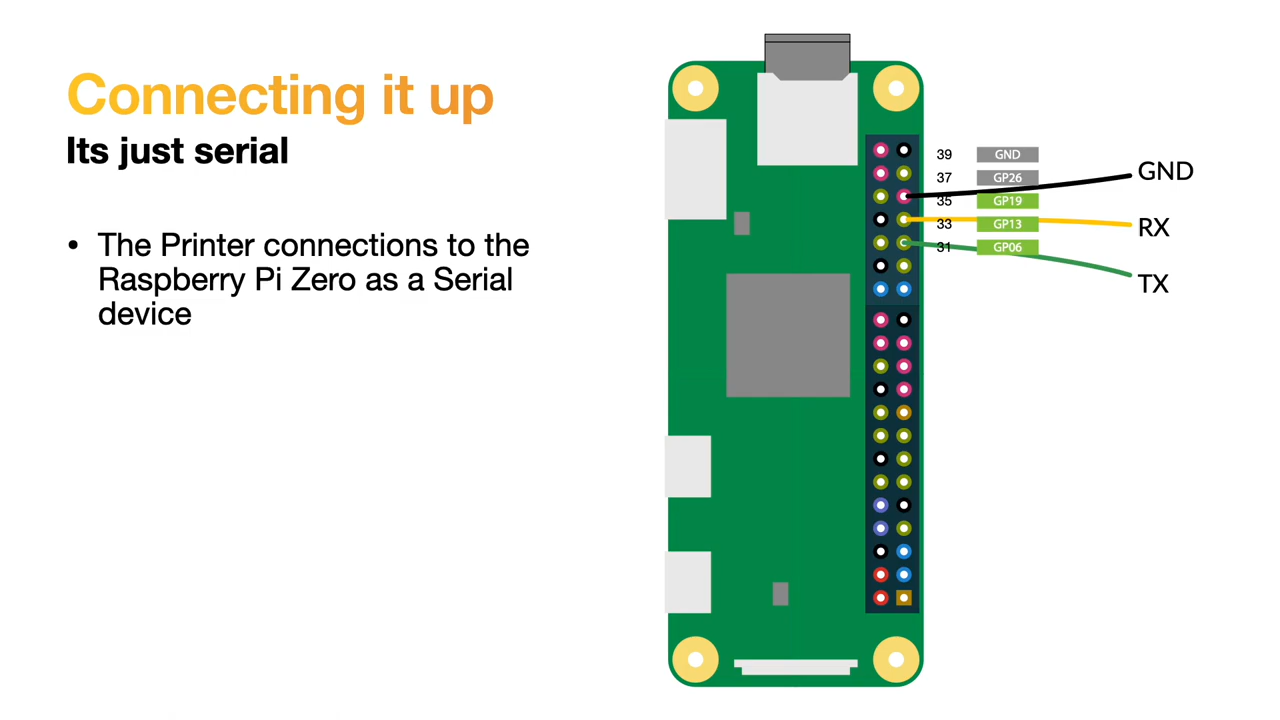 Connecting it up
Its just serial
• The Printer connections to the
Raspberry Pi Zero as a Serial
device
39 GND
37 GP26
35 GP19
33 GP13
31 GP06
GND
RX
TX